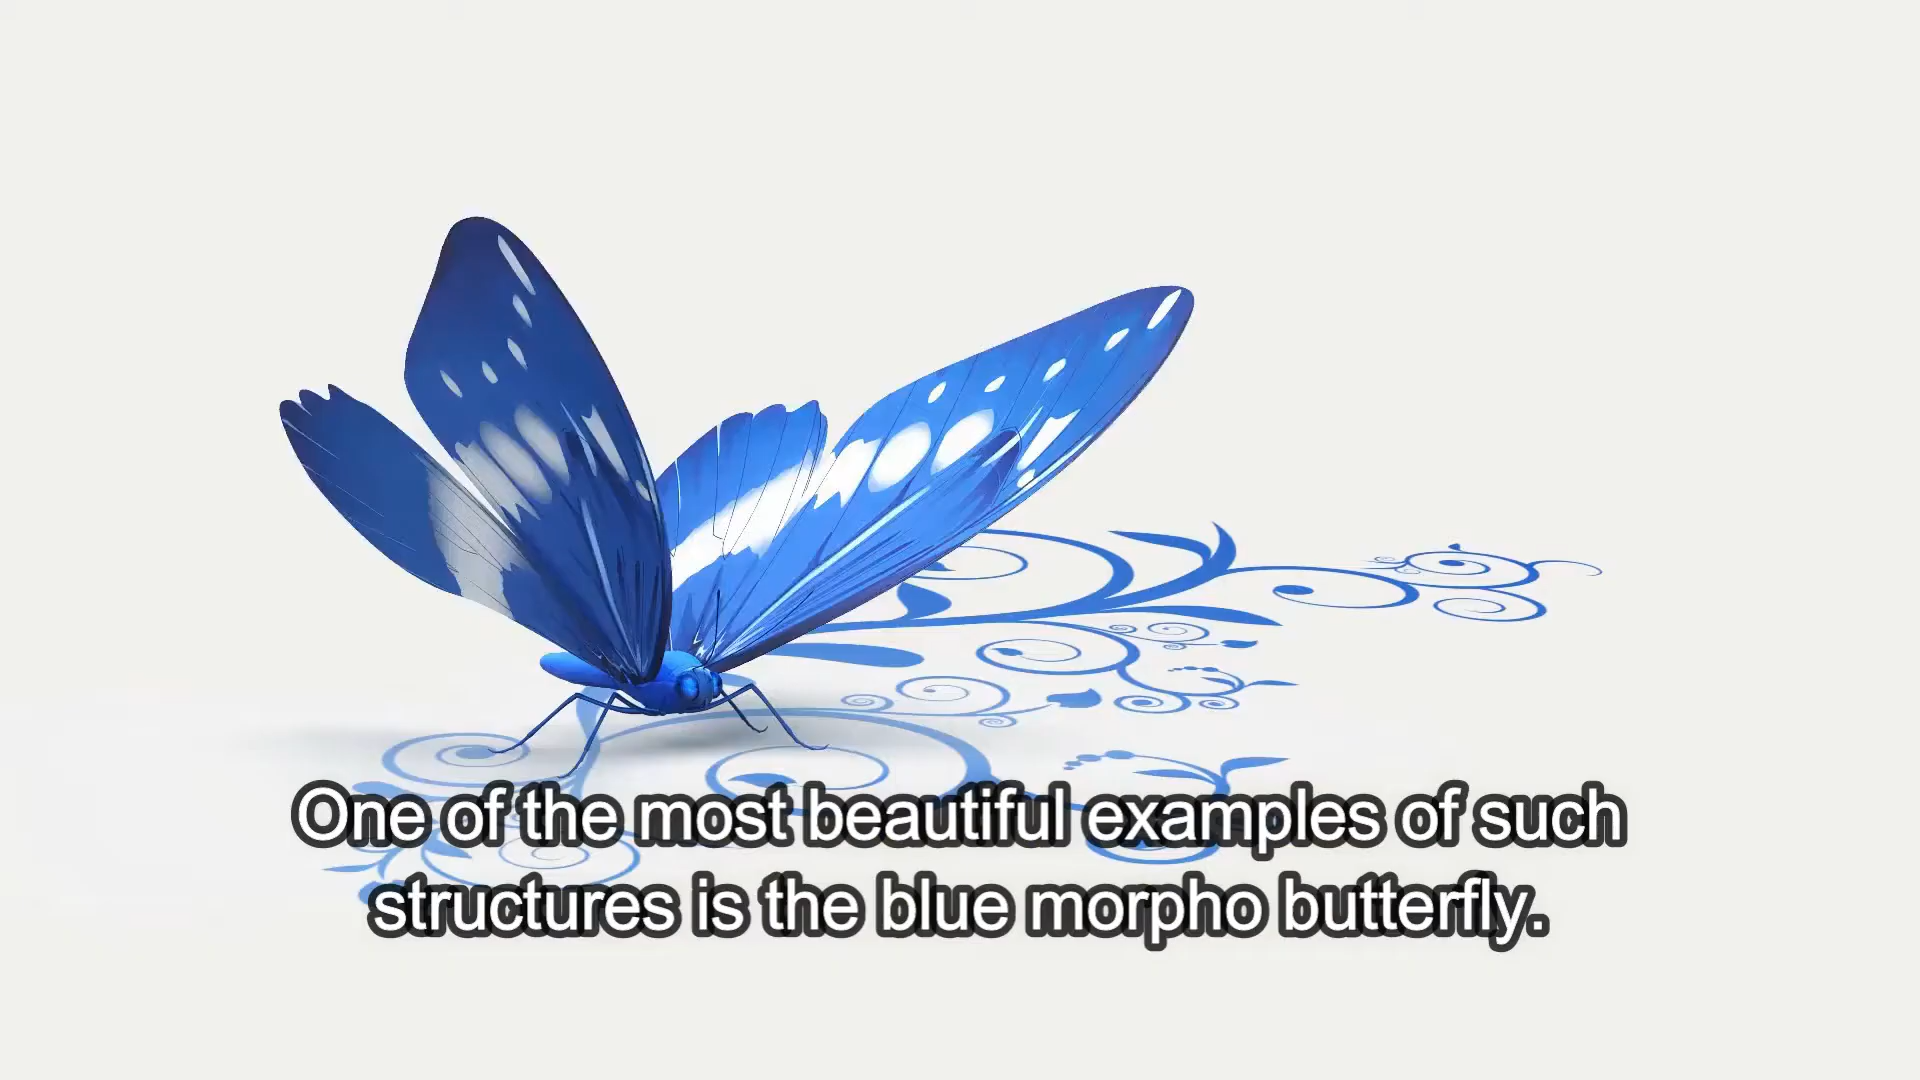 One of the most beautiful examples of such
structures is the blue morpho butterfly.